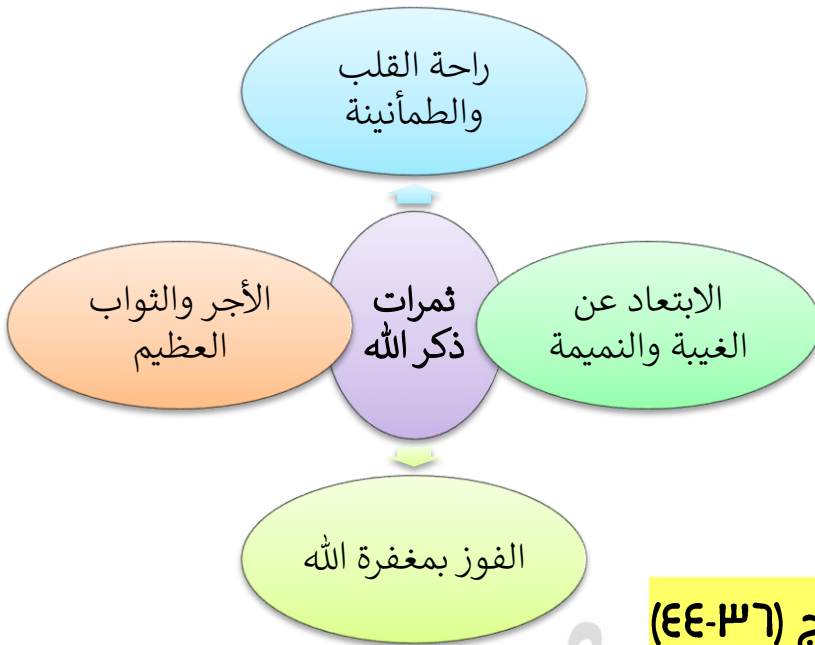 راحة القلب
والطمأنينة
ثمرات
ذكر الله
الابتعاد عن
الغيبة والنميمة
الأجر والثواب
العظيم
الفوز بمغفرة الله
(٣٦-٤٤)